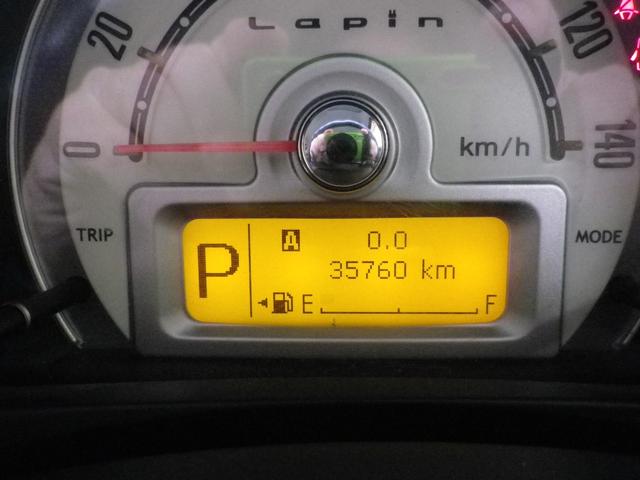 Lapin
20
120
0
km/h
140
TRIP
MODE
P
A 0.0
35760 km
E F